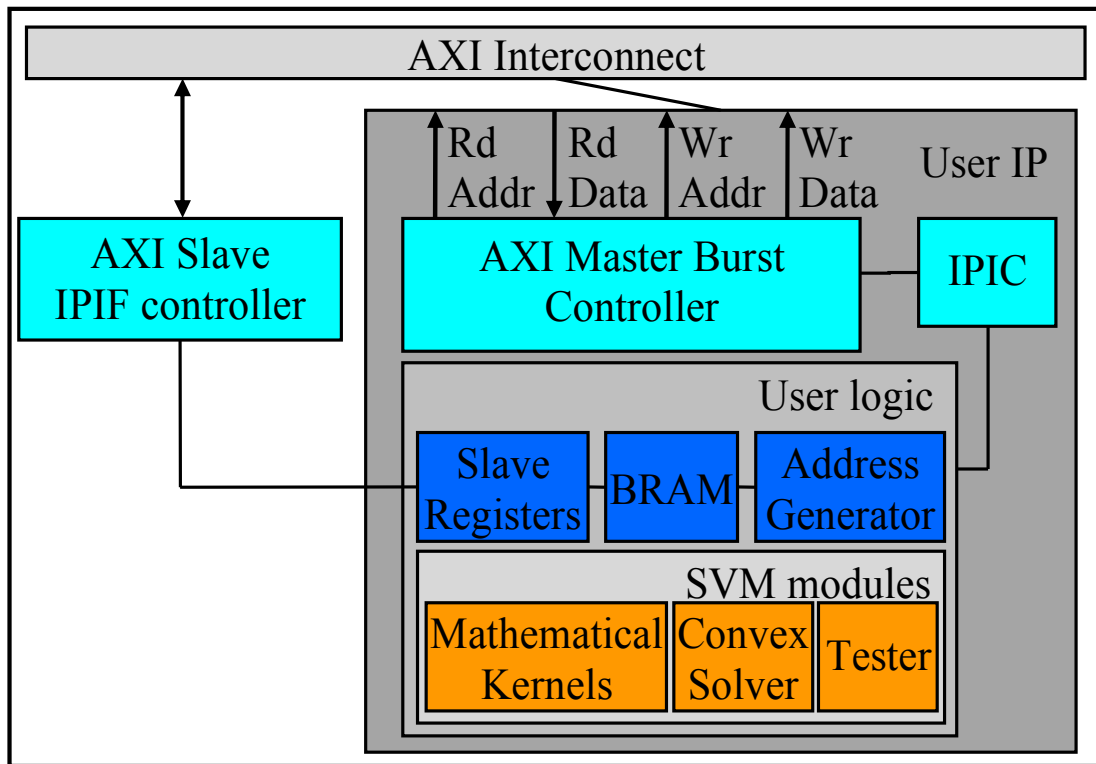 AXI Interconnect
Rd
Addr
Rd
Data
Wr
Addr
Wr
Data
User IP
AXI Slave
IPIF controller
AXI Master Burst
Controller
IPIC
User logic
Slave
Registers
BRAM
Address
Generator
SVM modules
Mathematical
Kernels
Convex
Solver
Tester